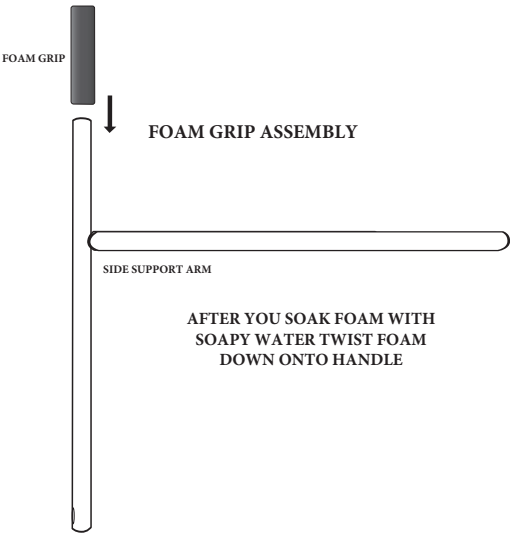 FOAM GRIP
FOAM GRIP ASSEMBLY
SIDE SUPPORT ARM
AFTER YOU SOAK FOAM WITH
SOAPY WATER TWIST FOAM
DOWN ONTO HANDLE